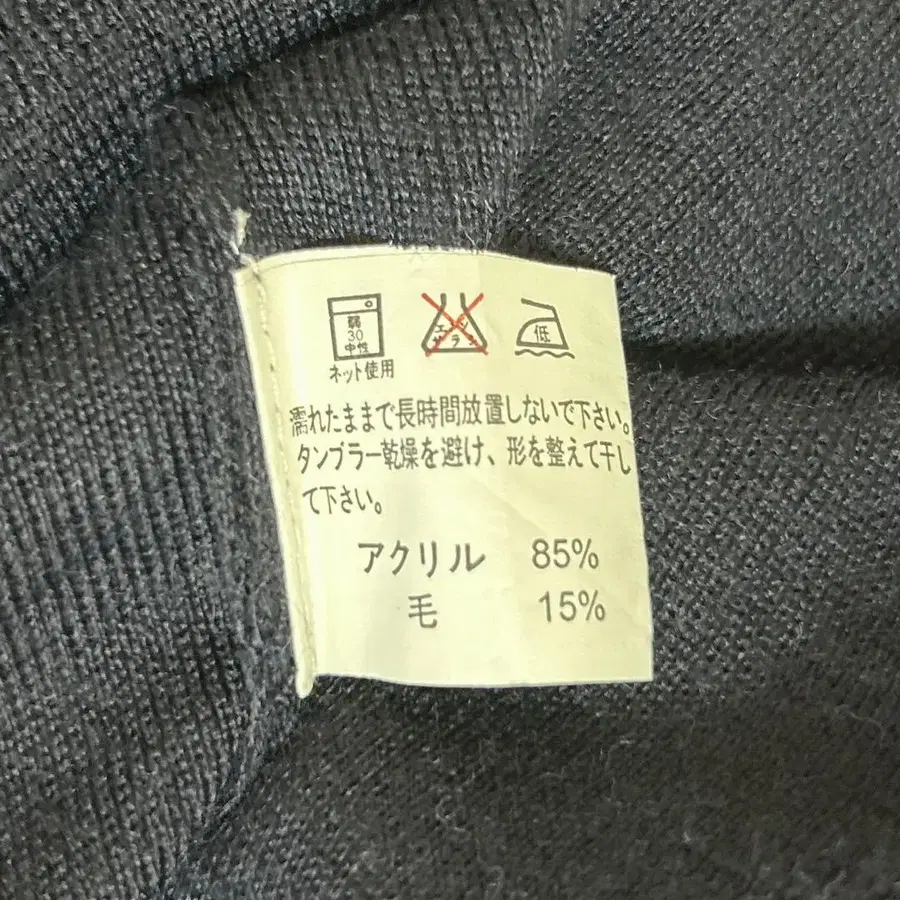 弱
30
中性
エンソ
サラシ
低
ネット使用
濡れたままで長時間放置しないで下さい。
タンブラー乾燥を避け、形を整えて干し
て下さい。
アクリル 85%
毛 15%